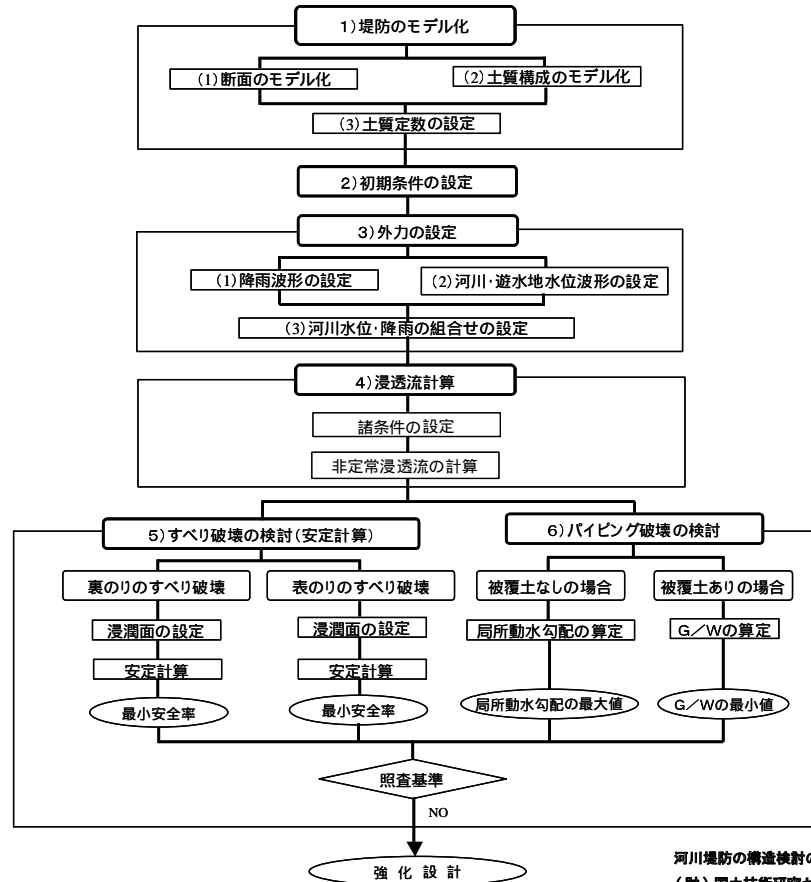 1)堤防のモデル化
(1)断面のモデル化
(2)土質構成のモデル化
(3)土質定数の設定
2)初期条件の設定
3)外力の設定
(1)降雨波形の設定
(2)河川・遊水地水位波形の設定
(3)河川水位・降雨の組合せの設定
4)浸透流計算
諸条件の設定
非定常浸透流の計算
5)すべり破壊の検討(安定計算)
6)パイピング破壊の検討
裏のりのすべり破壊
表のりのすべり破壊
被覆土なしの場合
被覆土ありの場合
浸潤面の設定
浸潤面の設定
局所動水勾配の算定
G/Wの算定
安定計算
安定計算
最小安全率
最小安全率
局所動水勾配の最大値
G/Wの最小値
照査基準
NO
強化設計
河川堤防の構造検討の